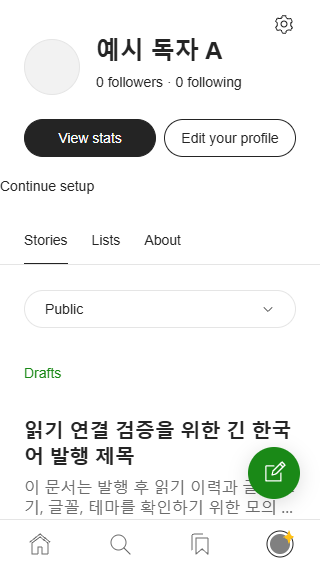 예시 독자 A
0 followers · 0 following
View stats
Edit your profile
Continue setup
Stories
Lists
About
Public
Drafts
읽기 연결 검증을 위한 긴 한국
어 발행 제목
이 문서는 발행 후 읽기 이력과
기, 글꼴, 테마를 확인하기 위한 모의 ...